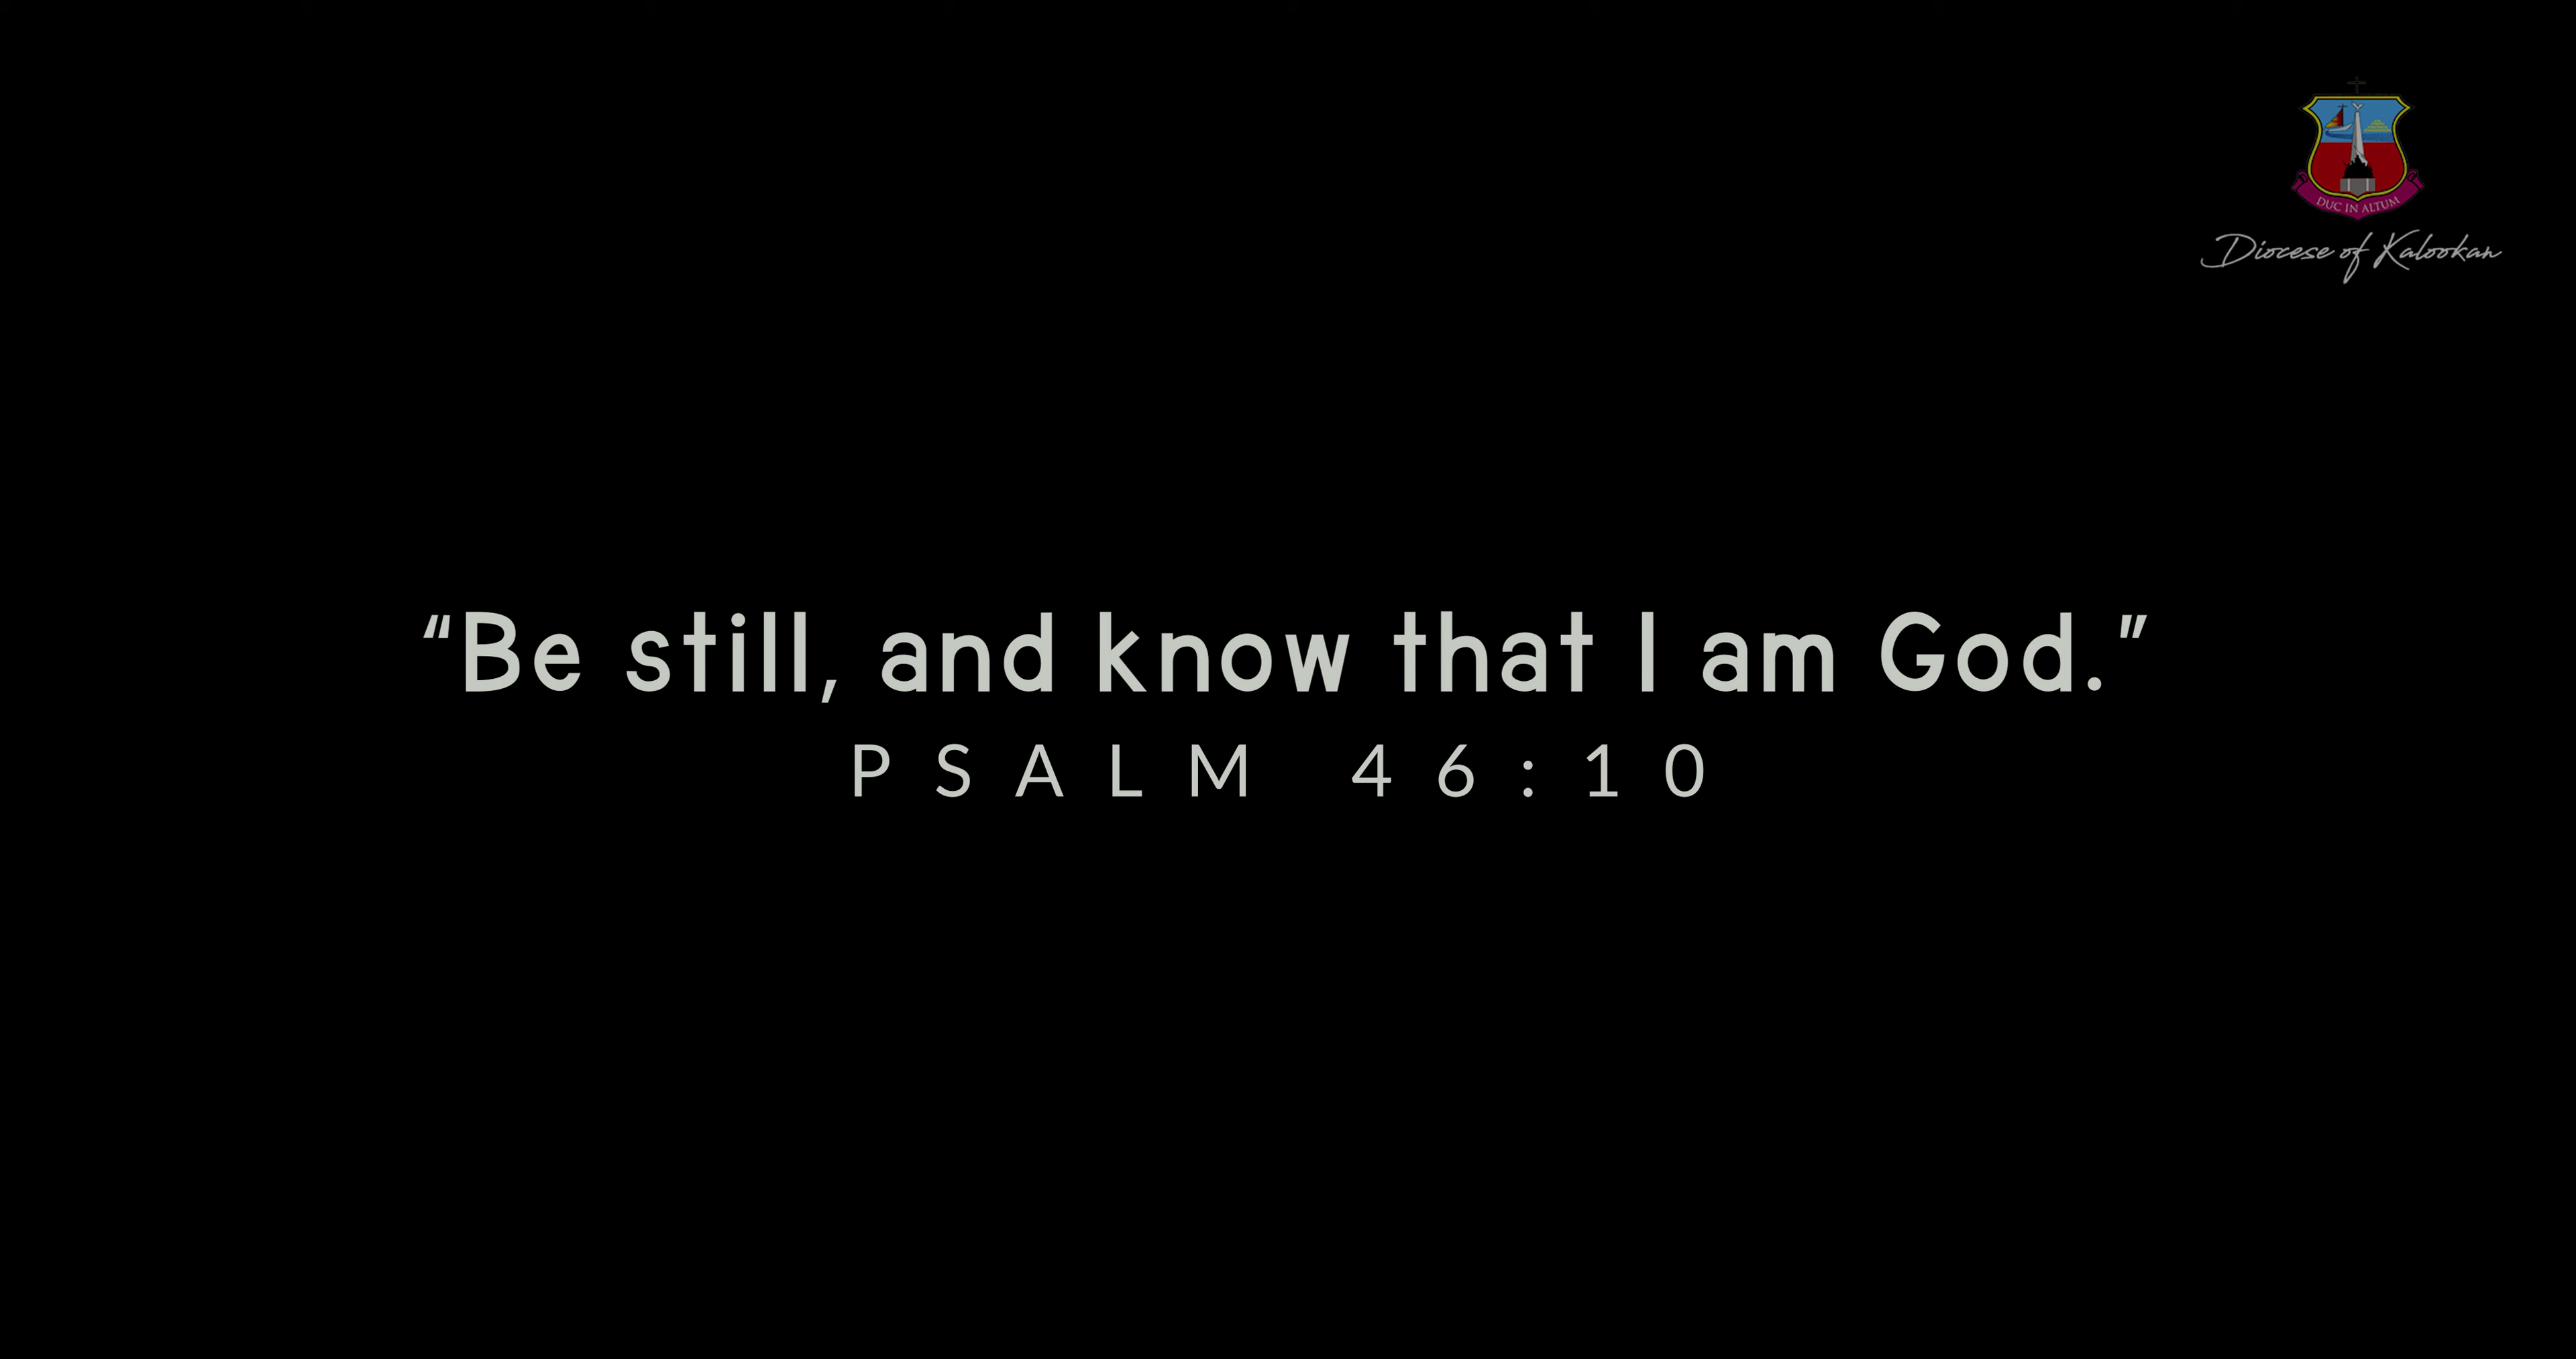 DUC IN ALTUM
Diocese of Kalookan
“Be still, and know that I am God.”
PSALM 46:10